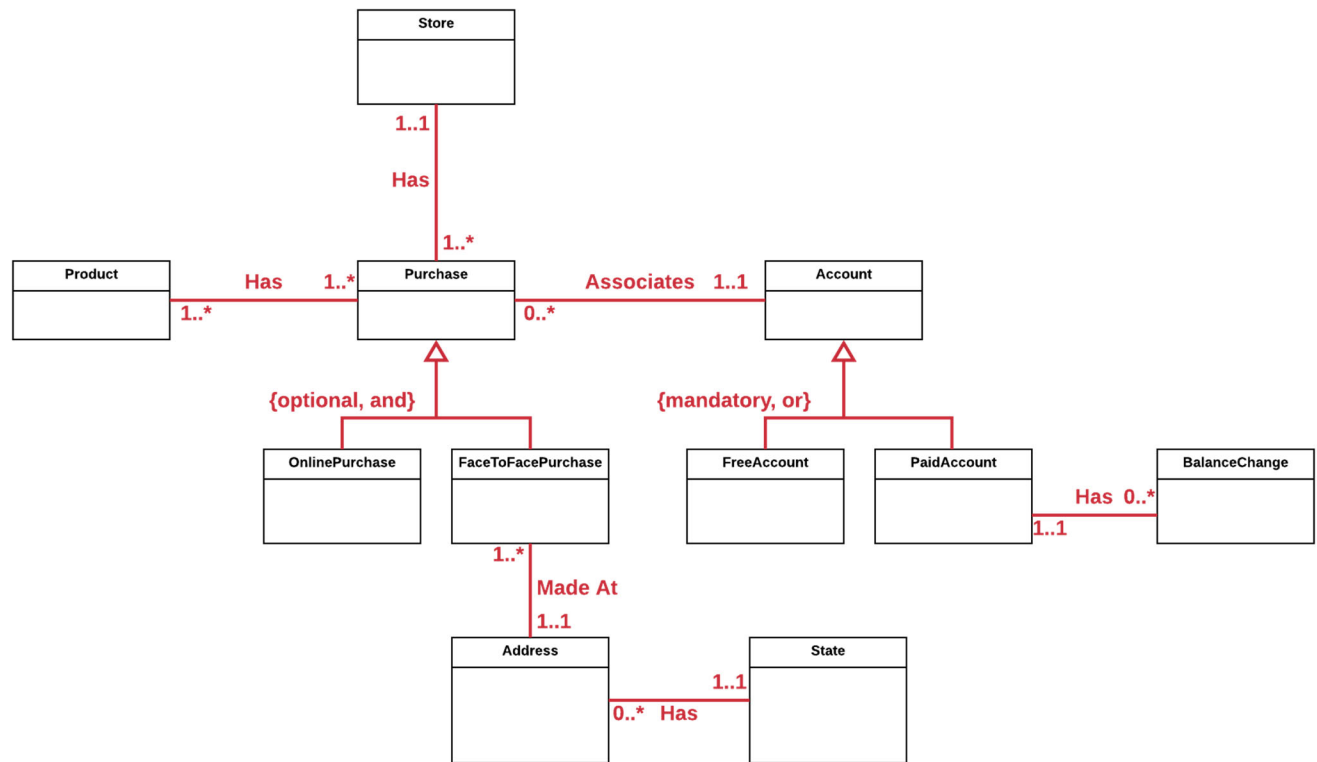 Store
1..1
Has
1..*
Product
Has 1..*
1..*
Purchase
Associates 1..1
0..*
Account
{optional, and}
{mandatory, or}
OnlinePurchase
FaceToFacePurchase
FreeAccount
PaidAccount
BalanceChange
Has 0..*
1..1
1..*
Made At
1..1
Address
State
1..1
0..* Has